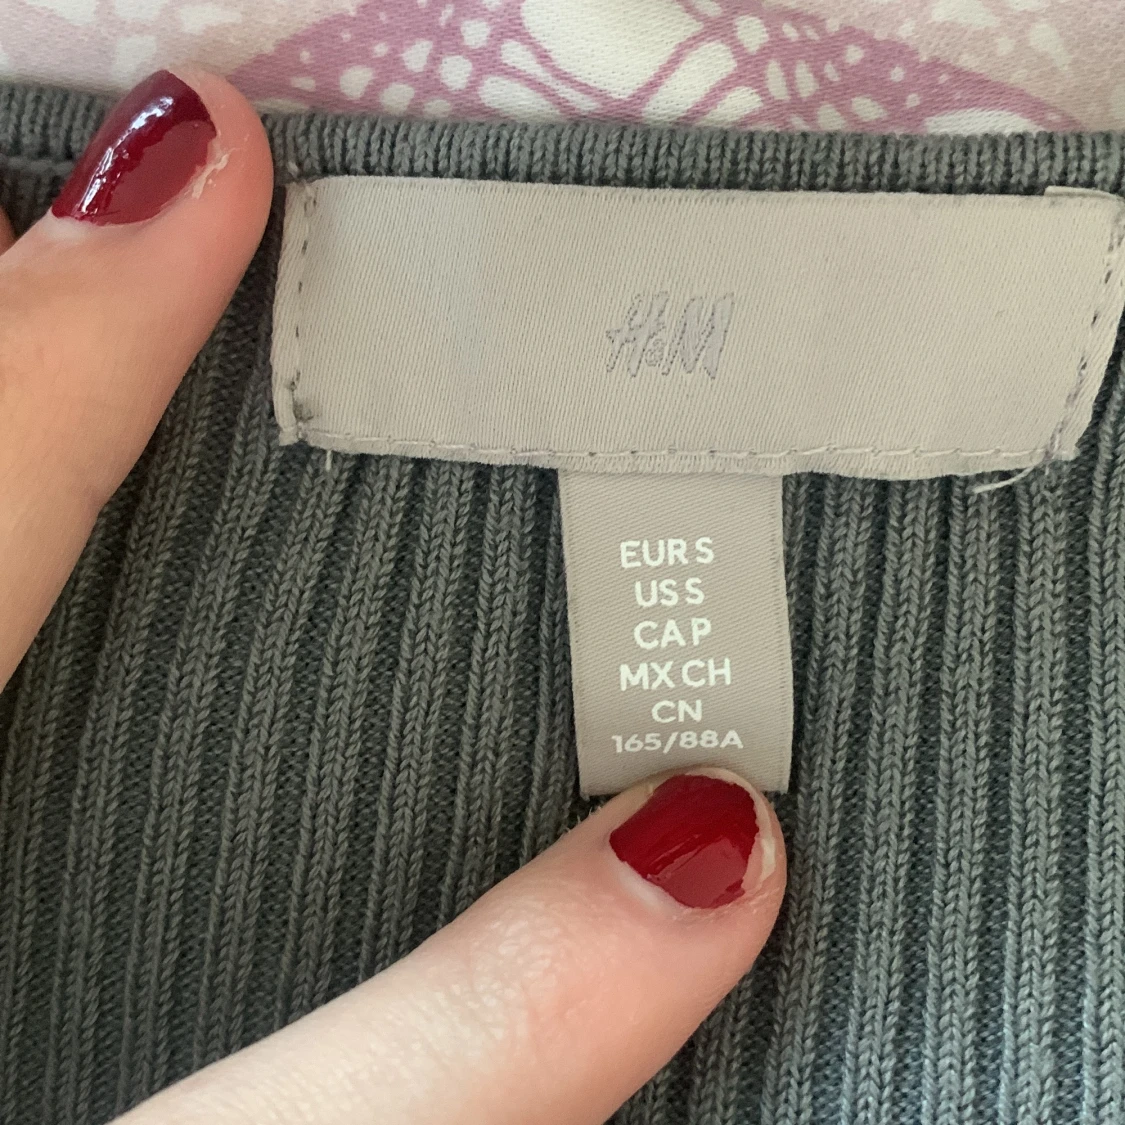 H&M
EUR S
US S
CA P
MX CH
CN
165/88A